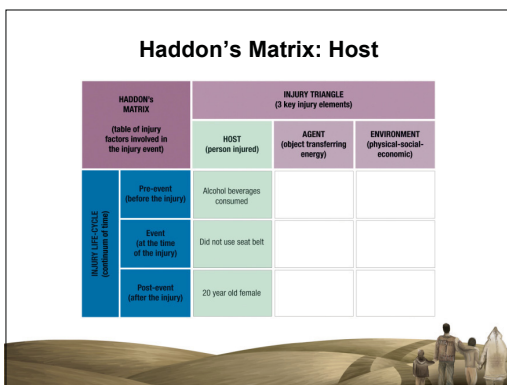 Haddon's Matrix: Host
HADDON's
MATRIX
(table of injury
factors involved in
the injury event)
INJURY TRIANGLE
(3 key injury elements)
HOST
(person injured)
AGENT
(object transferring
energy)
ENVIRONMENT
(physical-social-
economic)
INJURY LIFE-CYCLE
(continuum of time)
Pre-event
(before the injury)
Alcohol beverages
consumed
Event
(at the time
of the injury)
Did not use seat belt
Post-event
(after the injury)
20 year old female